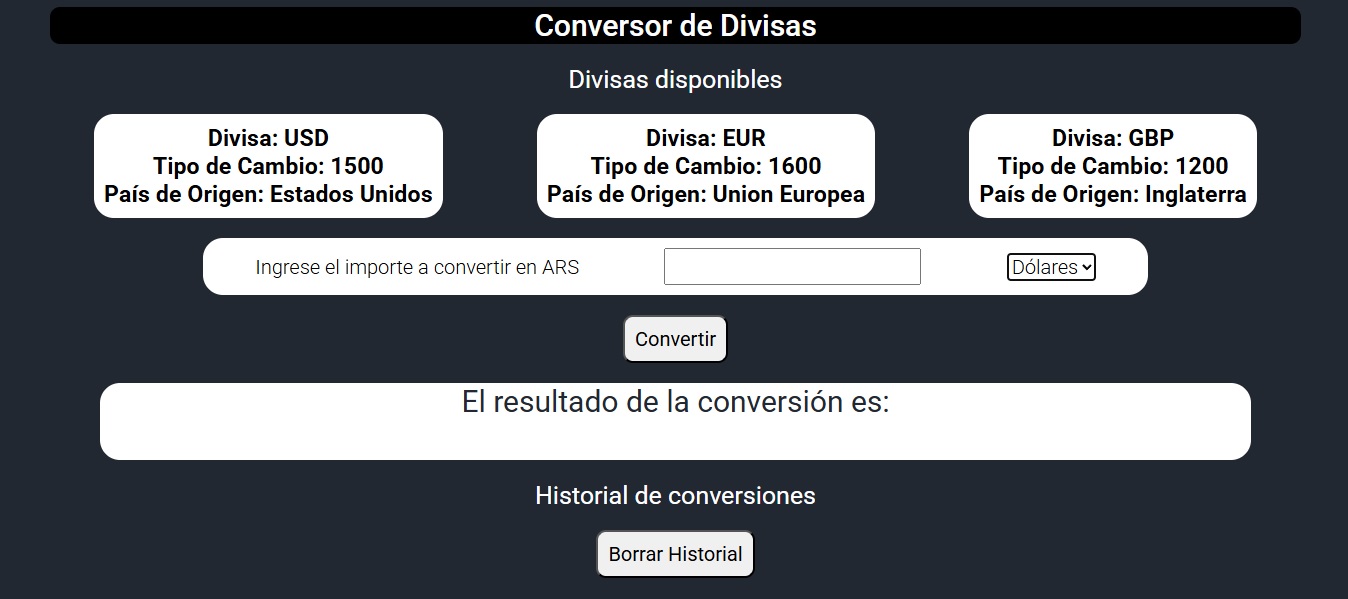 Conversor de Divisas
Divisas disponibles
Divisa: USD
Tipo de Cambio: 1500
País de Origen: Estados Unidos
Divisa: EUR
Tipo de Cambio: 1600
País de Origen: Union Europea
Divisa: GBP
Tipo de Cambio: 1200
País de Origen: Inglaterra
Ingrese el importe a convertir en ARS
Dólares
Convertir
El resultado de la conversión es:
Historial de conversiones
Borrar Historial